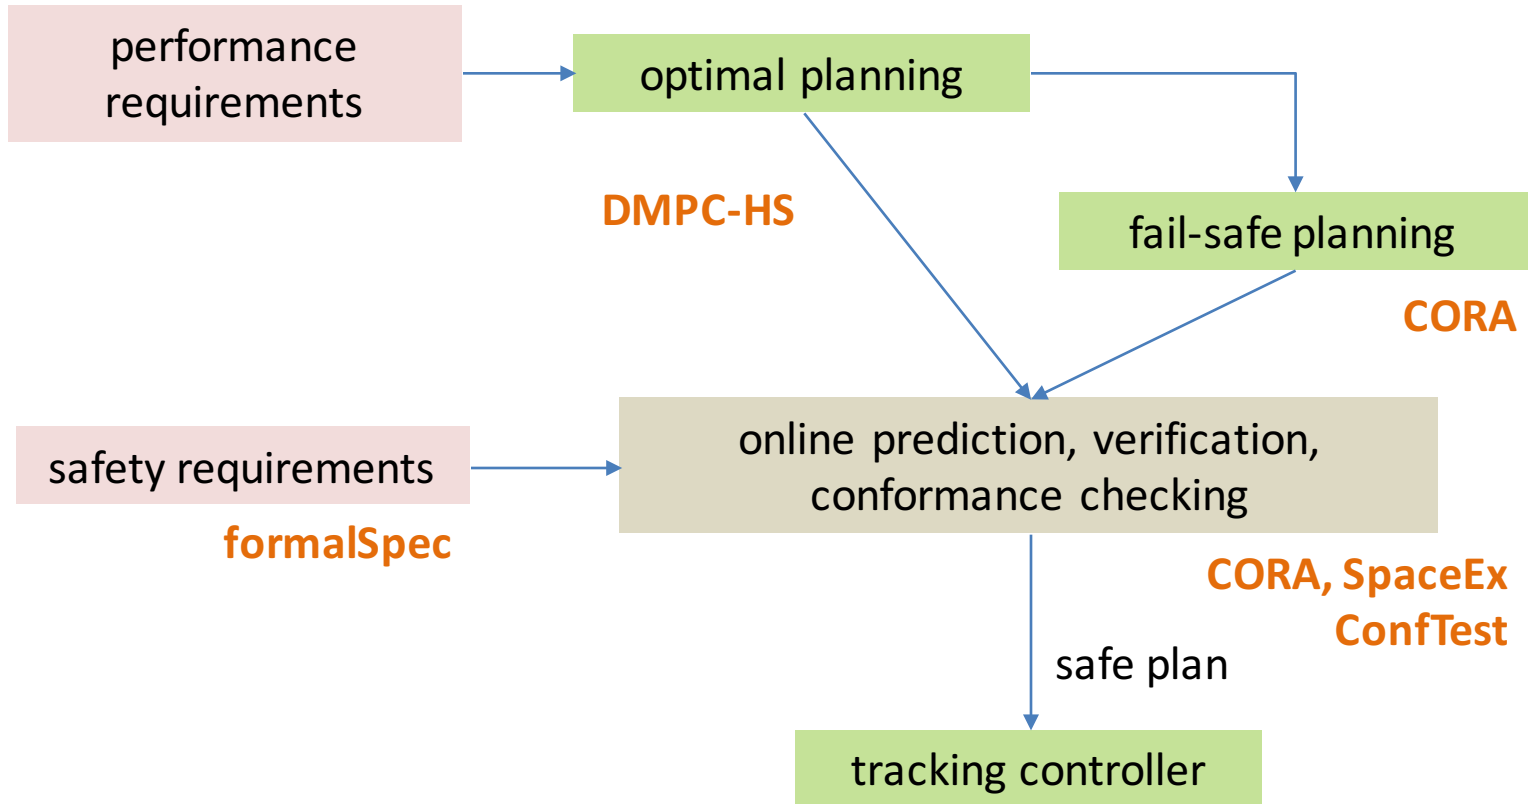 performance
requirements
optimal planning
DMPC-HS
fail-safe planning
CORA
safety requirements
formalSpec
online prediction, verification,
conformance checking
CORA, SpaceEx
ConfTest
safe plan
tracking controller